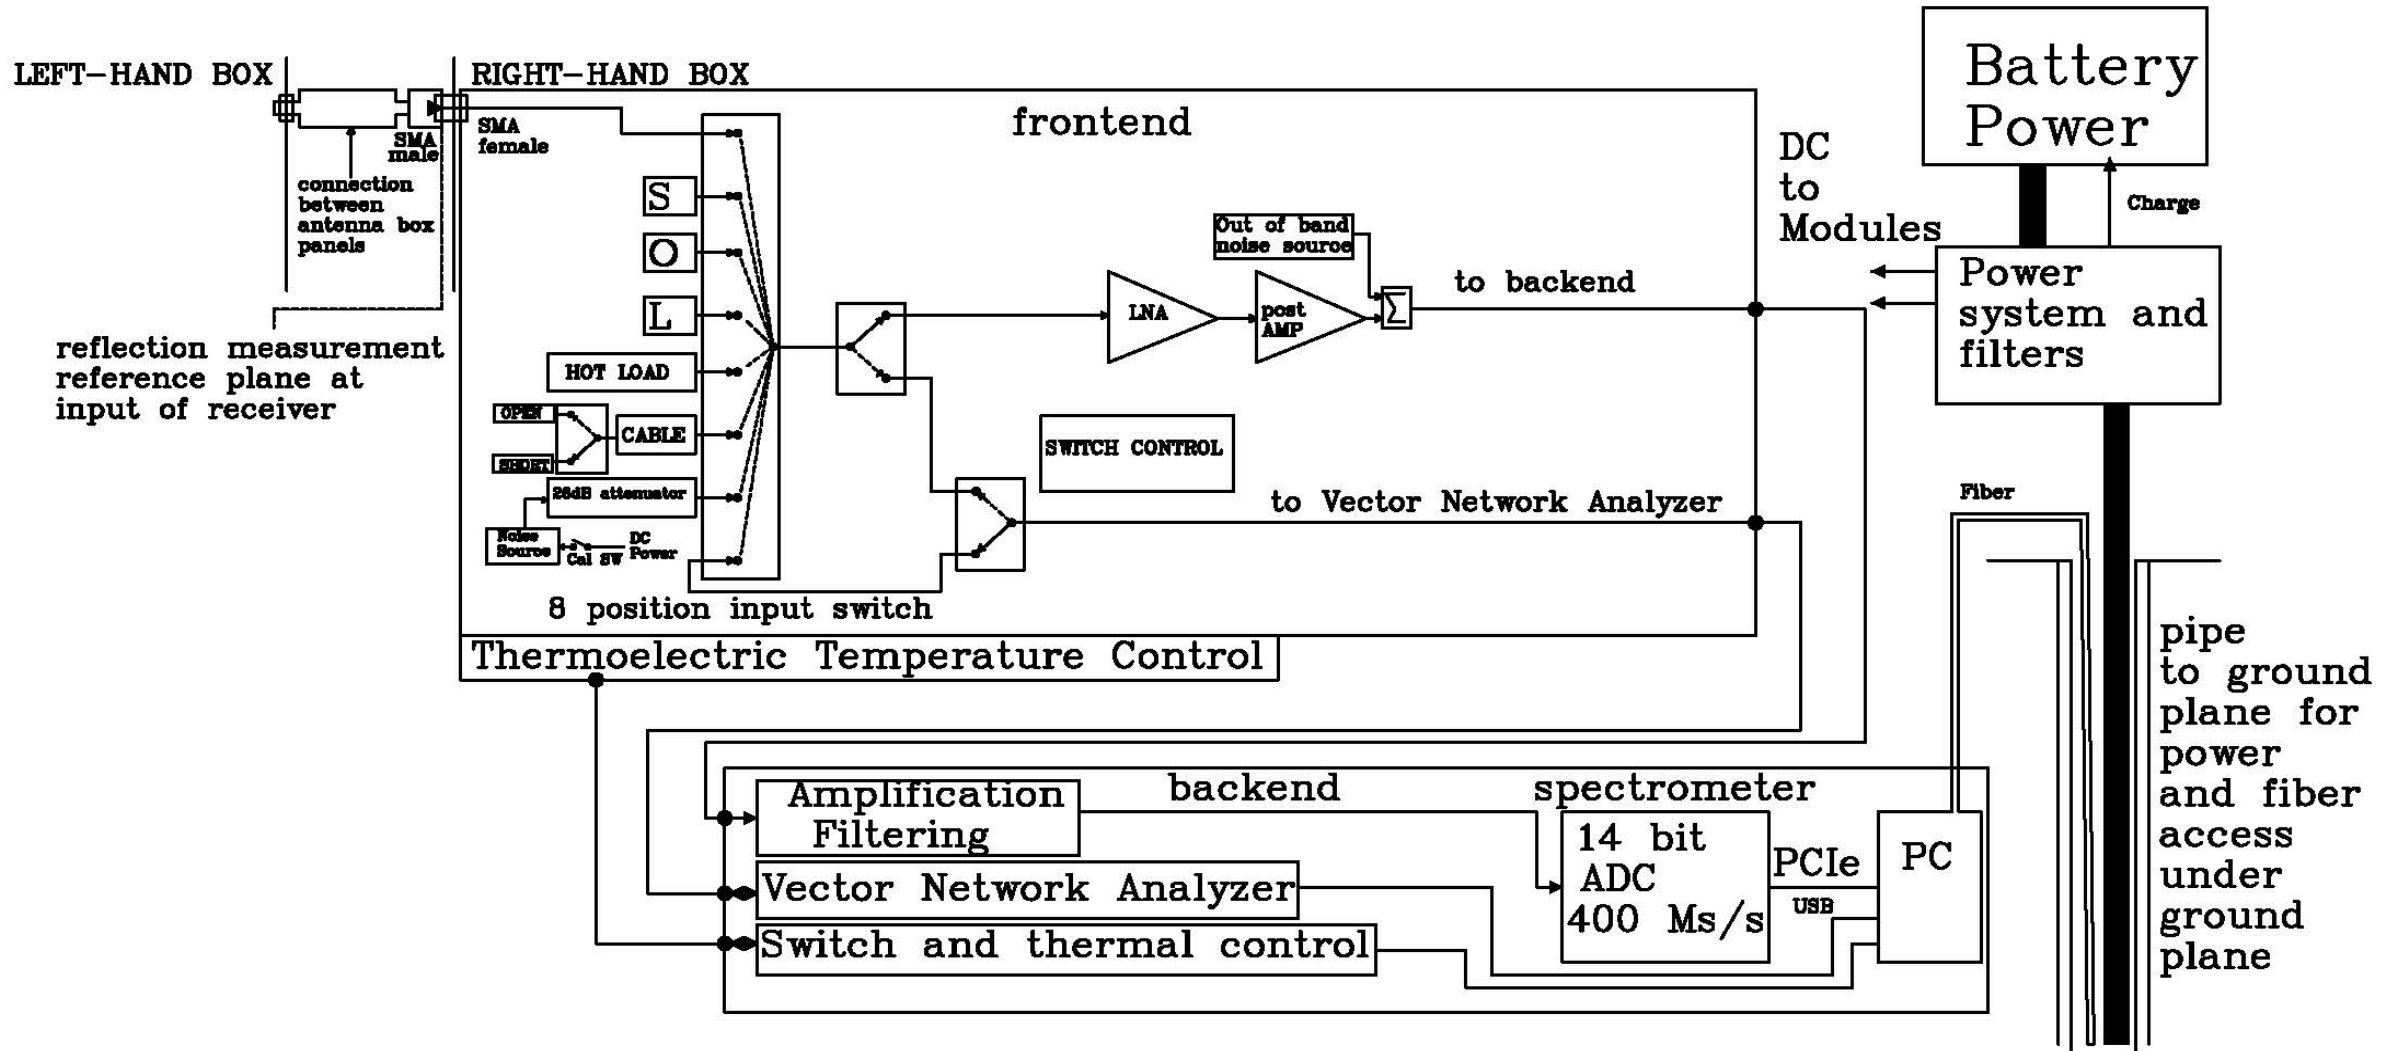 LEFT-HAND BOX
RIGHT-HAND BOX
SMA
male
SMA
female
connection
between
antenna box
panels
reflection measurement
reference plane at
input of receiver
frontend
S
O
L
HOT LOAD
OPEN
SHORT
CABLE
26dB attenuator
Noise
Source
Cal SW
DC
Power
8 position input switch
LNA
post
AMP
Out of band
noise source
Σ
to backend
SWITCH CONTROL
to Vector Network Analyzer
Thermoelectric Temperature Control
DC
to
Modules
Battery
Power
Charge
Power
system and
filters
Fiber
pipe
to ground
plane for
power
and fiber
access
under
ground
plane
backend
spectrometer
Amplification
Filtering
Vector Network Analyzer
Switch and thermal control
14 bit
ADC
400 Ms/s
PCIe
USB
PC